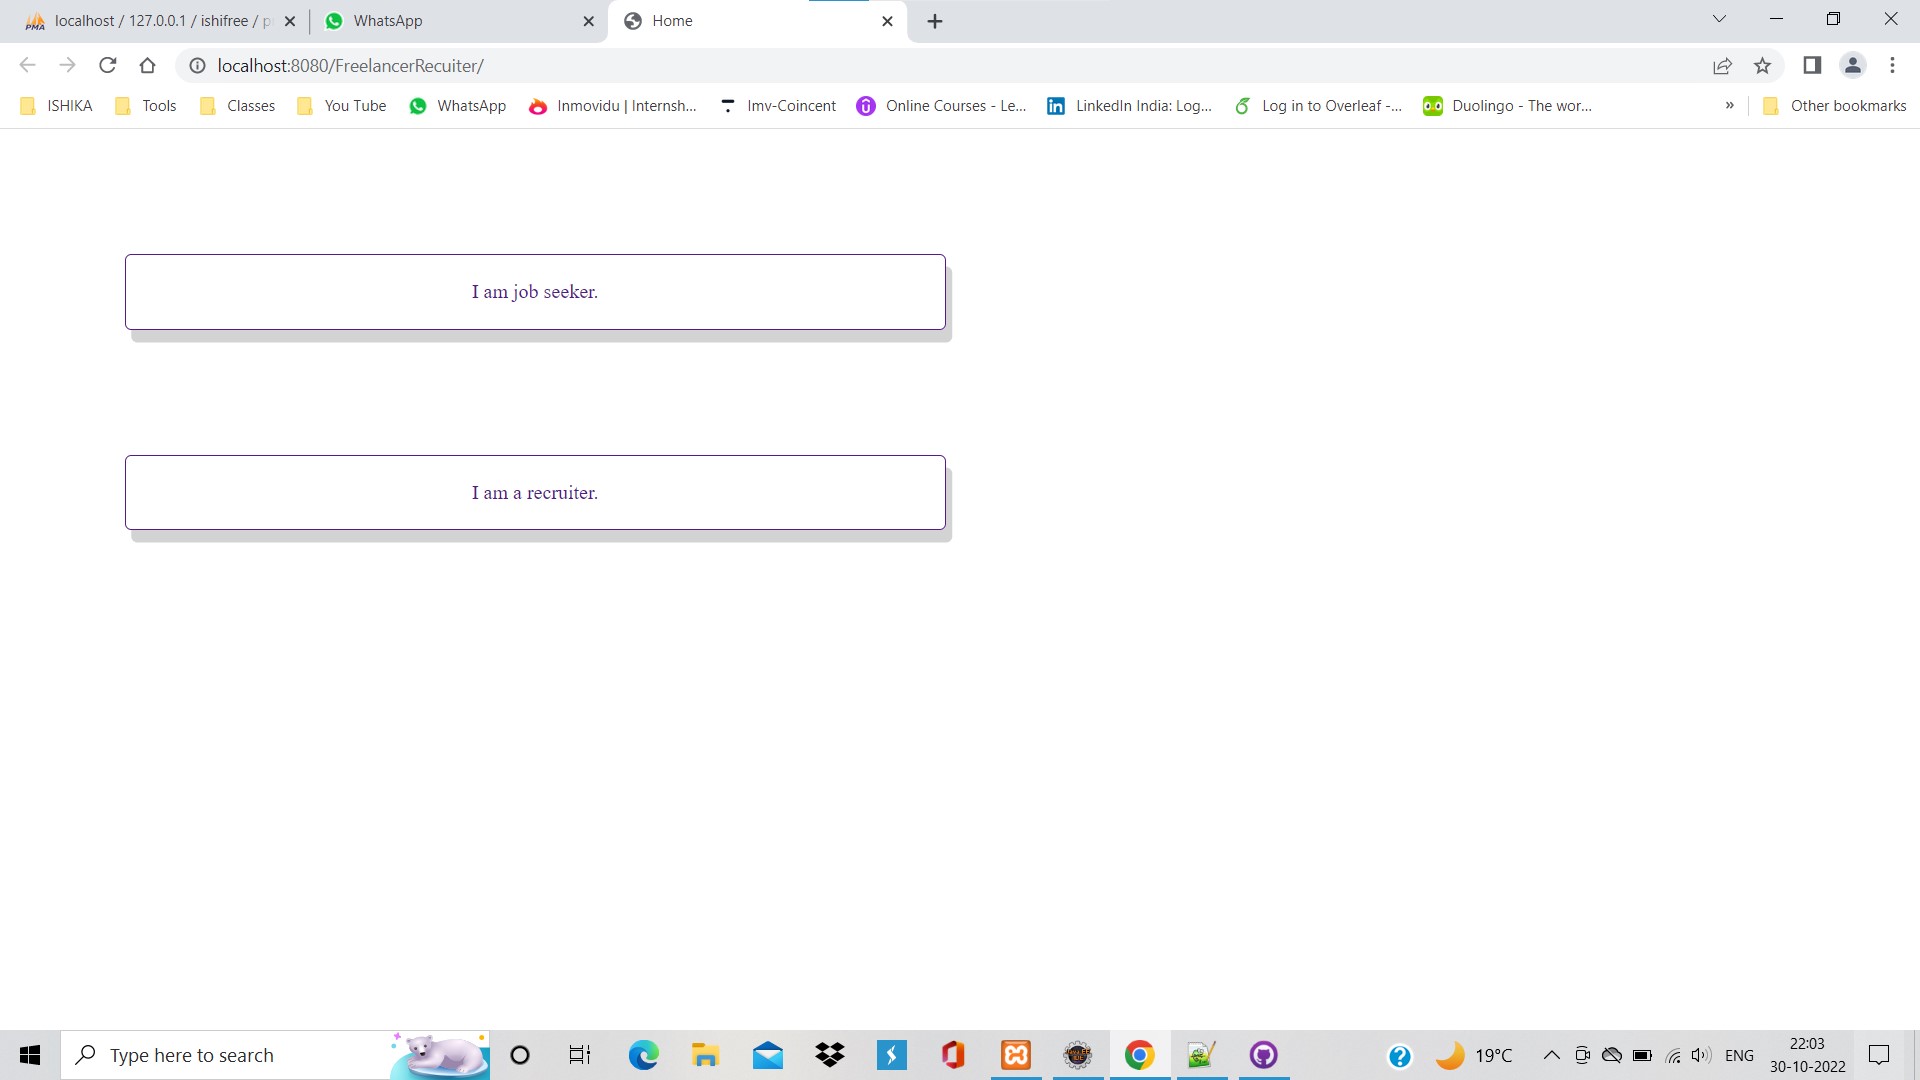 localhost / 127.0.0.1 / ishifree / p
WhatsApp
Home
localhost:8080/FreelancerRecuiter/
ISHIKA
Tools
Classes
You Tube
WhatsApp
Inmovidu | Internsh...
Imv-Coincent
Online Courses - Le...
LinkedIn India: Log...
Log in to Overleaf -...
Duolingo - The wor...
»
Other bookmarks
I am job seeker.
I am a recruiter.
Type here to search
19°C
ENG
22:03
30-10-2022